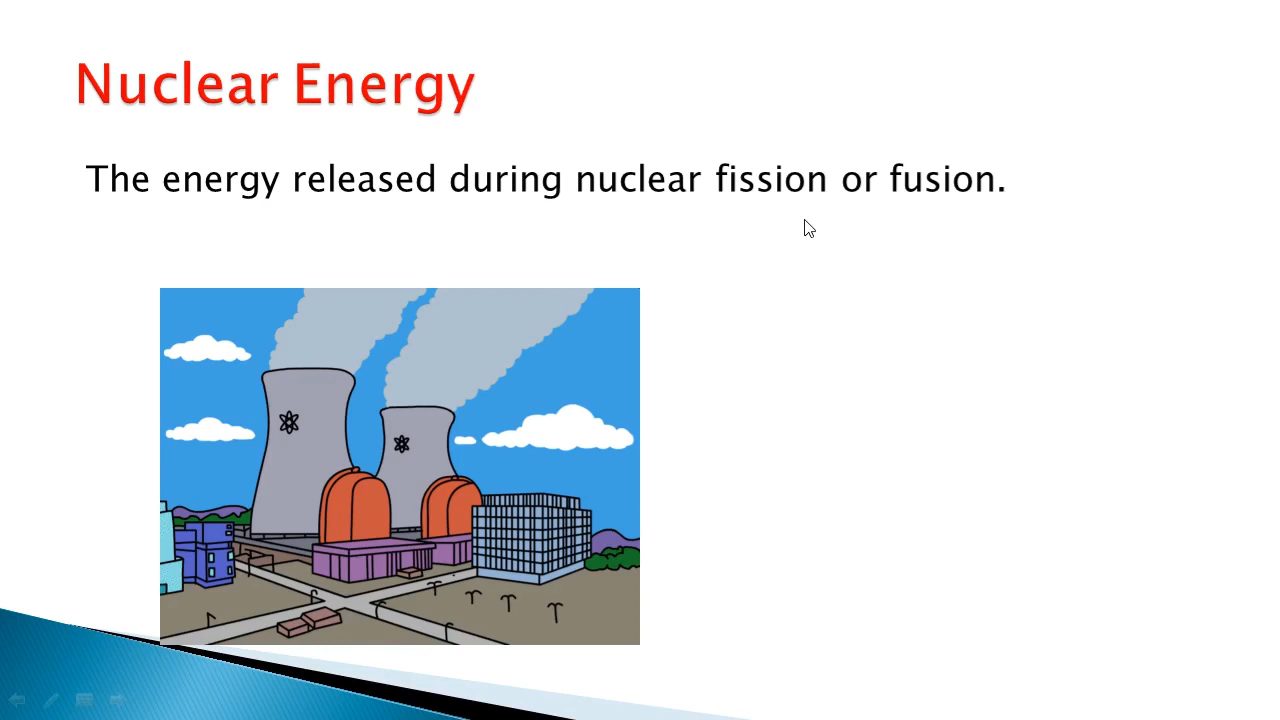 Nuclear Energy
The energy released during nuclear fission or fusion.